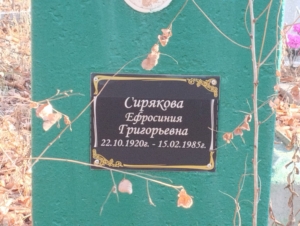 Сирякова
Ефросиния
Григорьевна
22.10.1920г. - 15.02.1985г.